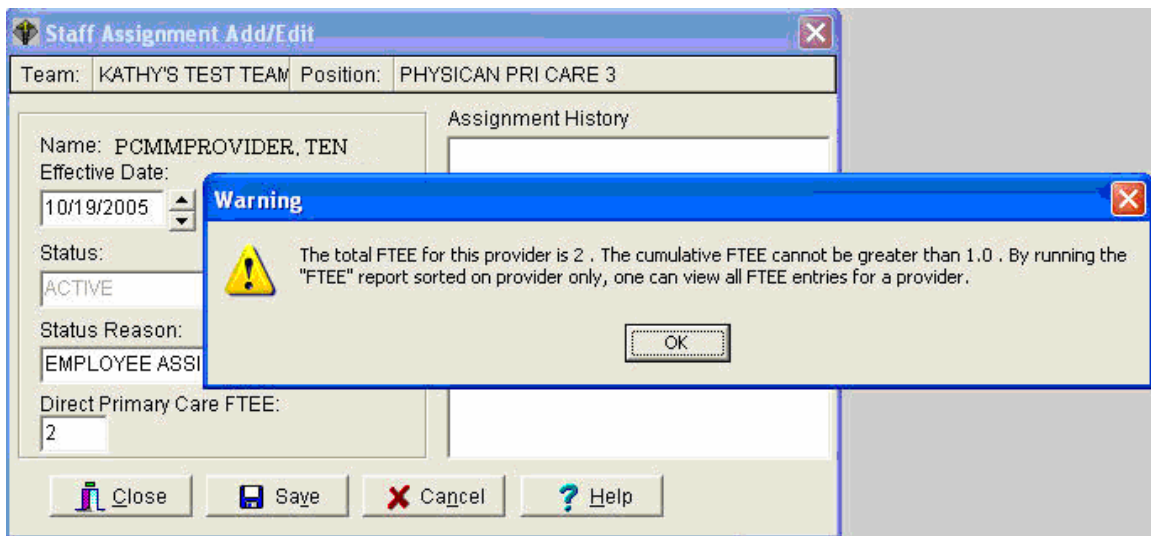 Staff Assignment Add/Edit
Team: KATHY'S TEST TEAM Position: PHYSICAN PRI CARE 3
Assignment History
Name: PCMMPROVIDER, TEN
Effective Date:
10/19/2005
Warning
The total FTEE for this provider is 2 . The cumulative FTEE cannot be greater than 1.0 . By running the
"FTEE" report sorted on provider only, one can view all FTEE entries for a provider.
OK
Status:
ACTIVE
Status Reason:
EMPLOYEE ASSI
Direct Primary Care FTEE:
2
Close Save Cancel Help